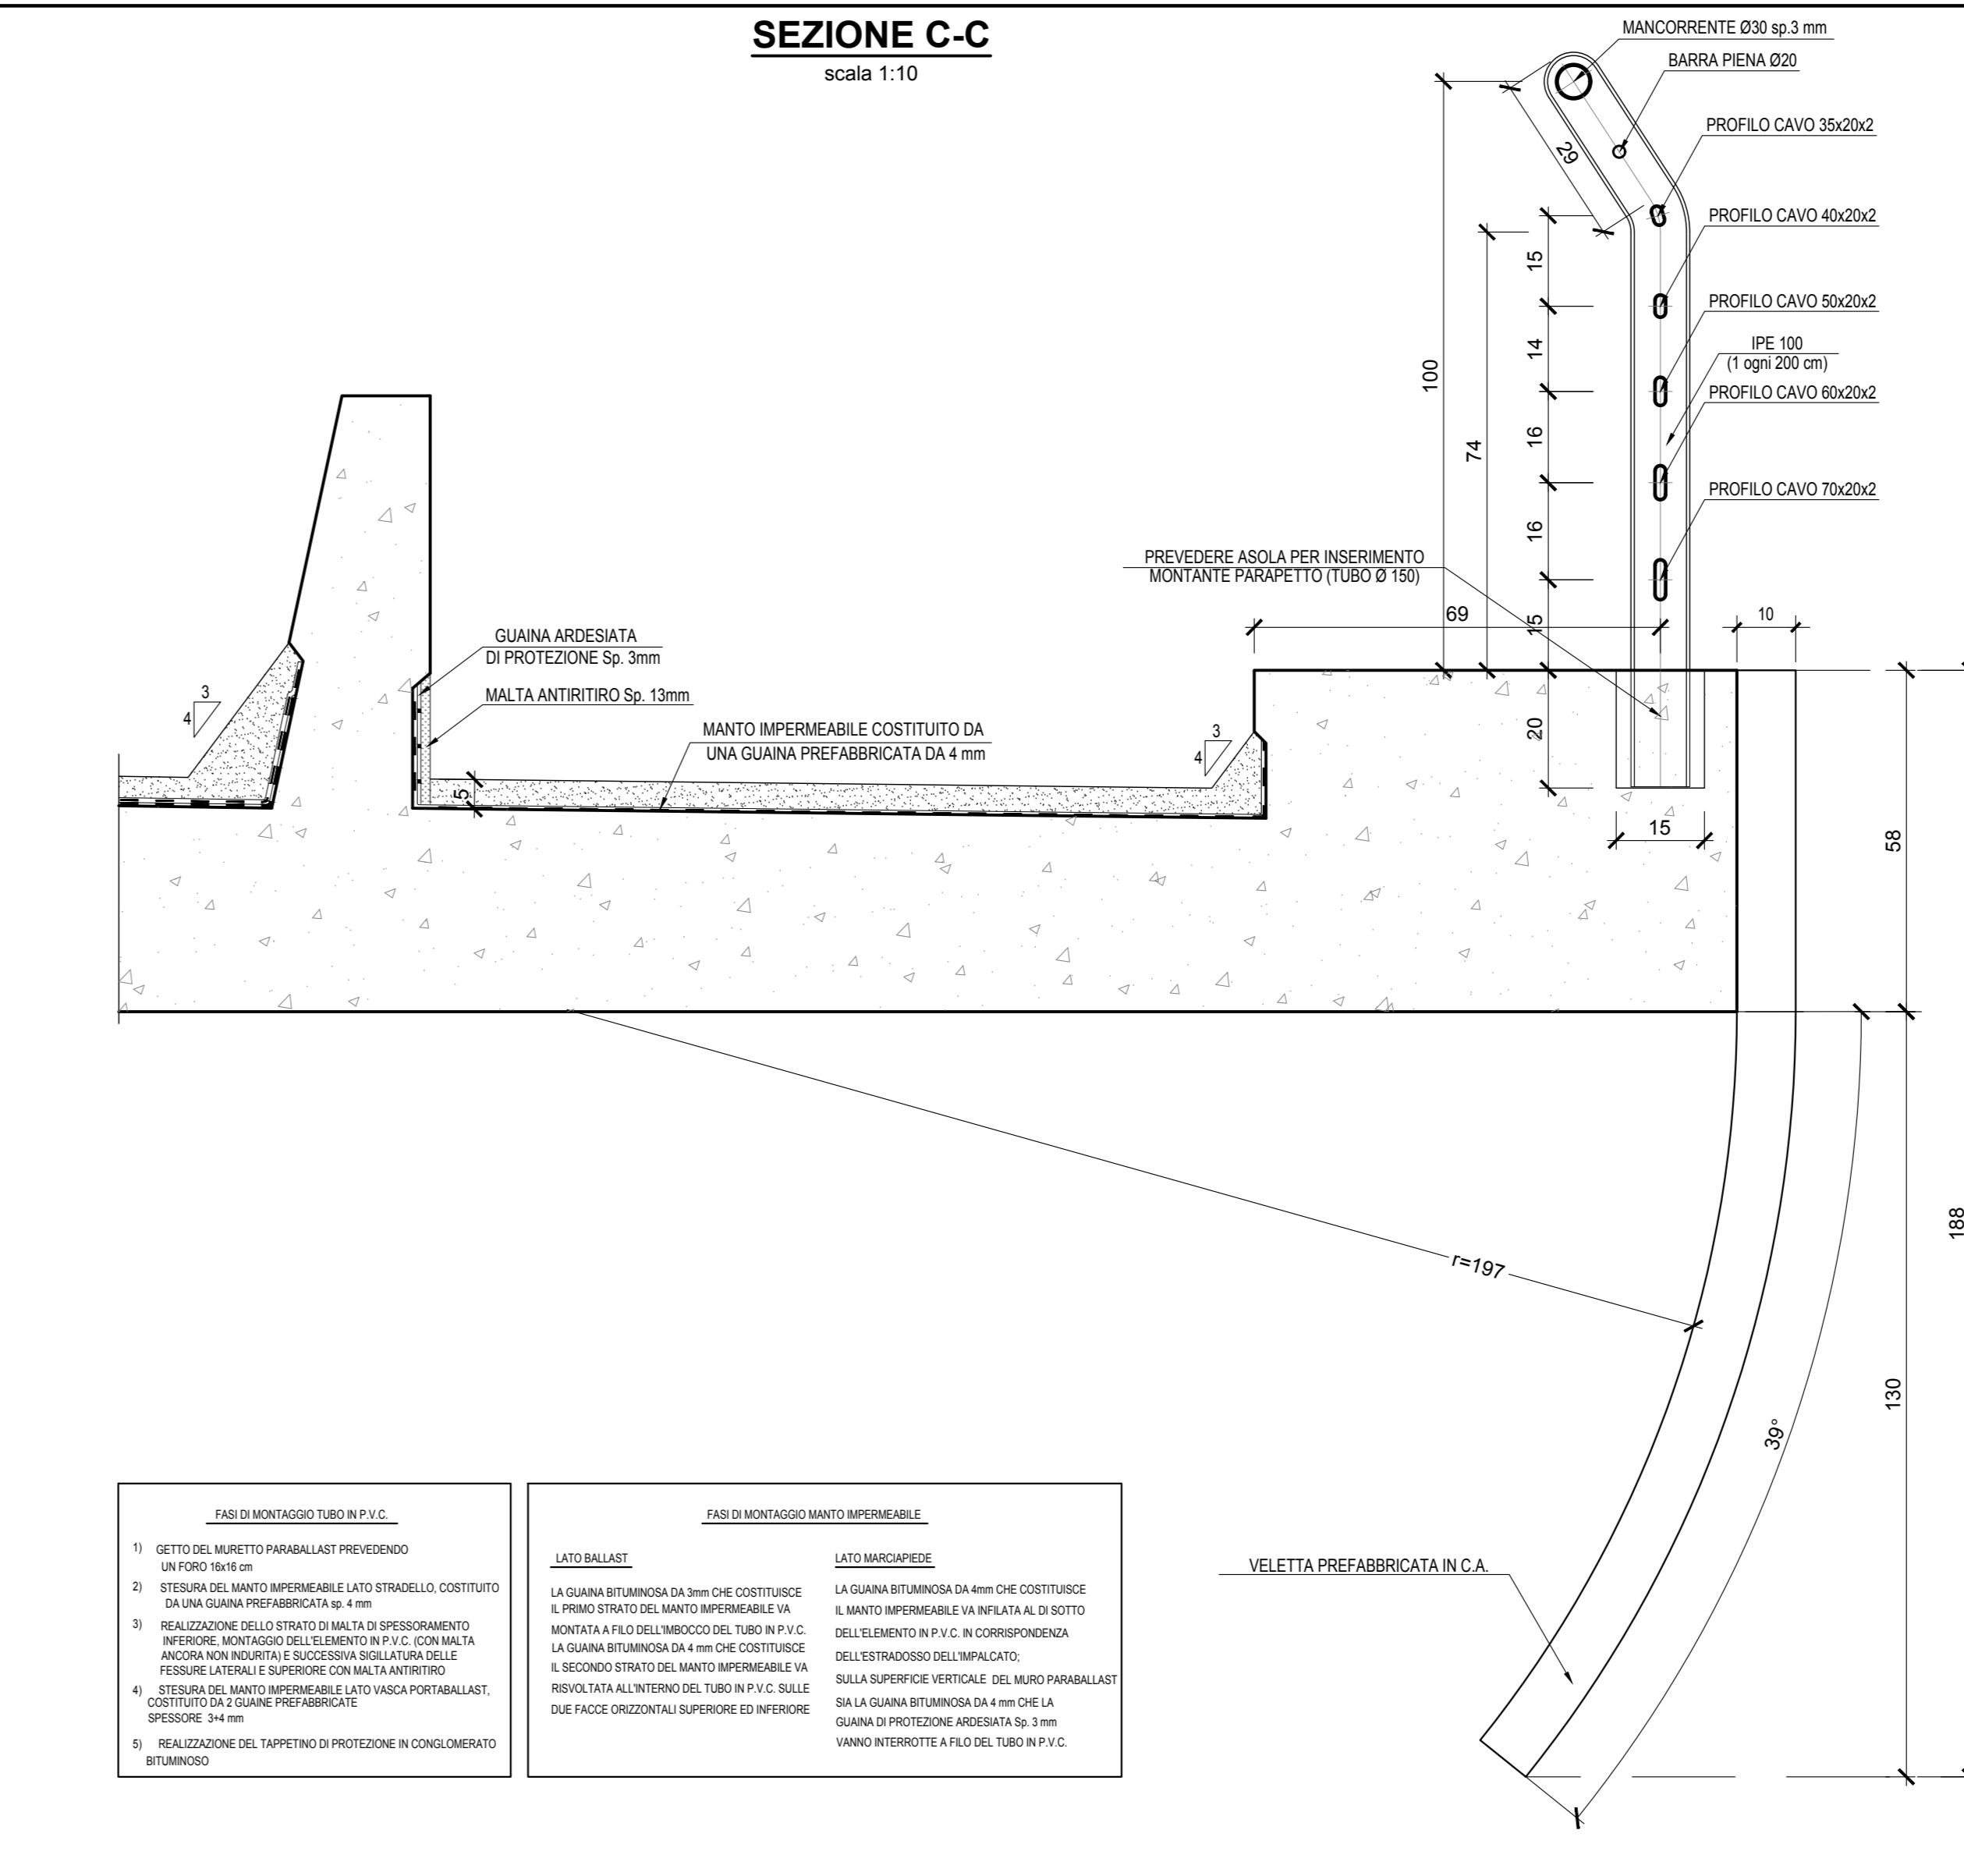 SEZIONE C-C
scala 1:10
MANCORRENTE Ø30 sp.3 mm
BARRA PIENA Ø20
PROFILO CAVO 35x20x2
PROFILO CAVO 40x20x2
PROFILO CAVO 50x20x2
IPE 100
(1 ogni 200 cm)
PROFILO CAVO 60x20x2
PROFILO CAVO 70x20x2
29
100
74
15
14
16
16
15
20
PREVEDERE ASOLA PER INSERIMENTO
MONTANTE PARAPETTO (TUBO Ø 150)
69
10
15
58
188
130
39°
r=197
GUAINA ARDESIATA
DI PROTEZIONE Sp. 3mm
MALTA ANTIRITIRO Sp. 13mm
MANTO IMPERMEABILE COSTITUITO DA
UNA GUAINA PREFABBRICATA DA 4 mm
3
4
5
3
4
VELETTA PREFABBRICATA IN C.A.
FASI DI MONTAGGIO TUBO IN P.V.C.
1) GETTO DEL MURETTO PARABALLAST PREVEDENDO
UN FORO 16x16 cm
2) STESURA DEL MANTO IMPERMEABILE LATO STRADELLO, COSTITUITO
DA UNA GUAINA PREFABBRICATA sp. 4 mm
3) REALIZZAZIONE DELLO STRATO DI MALTA DI SPESSORAMENTO
INFERIORE, MONTAGGIO DELL'ELEMENTO IN P.V.C. (CON MALTA
ANCORA NON INDURITA) E SUCCESSIVA SIGILLATURA DELLE
FESSURE LATERALI E SUPERIORE CON MALTA ANTIRITIRO
4) STESURA DEL MANTO IMPERMEABILE LATO VASCA PORTABALLAST,
COSTITUITO DA 2 GUAINE PREFABBRICATE
SPESSORE 3+4 mm
5) REALIZZAZIONE DEL TAPPETINO DI PROTEZIONE IN CONGLOMERATO
BITUMINOSO
FASI DI MONTAGGIO MANTO IMPERMEABILE
LATO BALLAST
LA GUAINA BITUMINOSA DA 3mm CHE COSTITUISCE
IL PRIMO STRATO DEL MANTO IMPERMEABILE VA
MONTATA A FILO DELL'IMBOCCO DEL TUBO IN P.V.C.
LA GUAINA BITUMINOSA DA 4 mm CHE COSTITUISCE
IL SECONDO STRATO DEL MANTO IMPERMEABILE VA
RISVOLTATA ALL'INTERNO DEL TUBO IN P.V.C. SULLE
DUE FACCE ORIZZONTALI SUPERIORE ED INFERIORE
LATO MARCIAPIEDE
LA GUAINA BITUMINOSA DA 4mm CHE COSTITUISCE
IL MANTO IMPERMEABILE VA INFILATA AL DI SOTTO
DELL'ELEMENTO IN P.V.C. IN CORRISPONDENZA
DELL'ESTRADOSSO DELL'IMPALCATO;
SULLA SUPERFICIE VERTICALE DEL MURO PARABALLAST
SIA LA GUAINA BITUMINOSA DA 4 mm CHE LA
GUAINA DI PROTEZIONE ARDESIATA Sp. 3 mm
VANNO INTERROTTE A FILO DEL TUBO IN P.V.C.